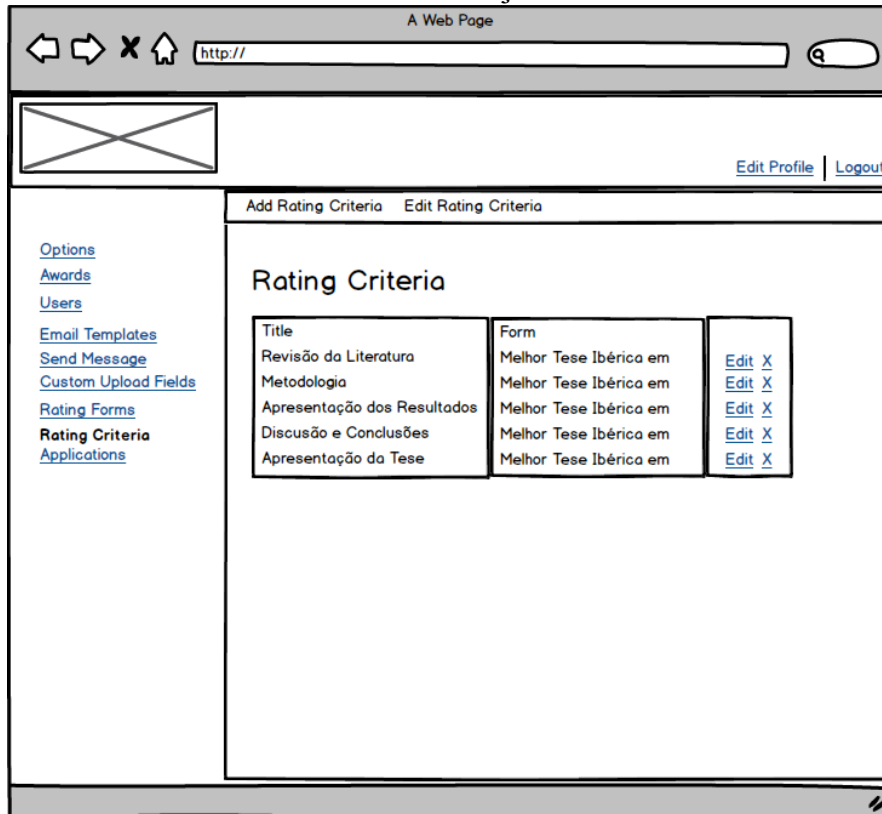 A Web Page
http://
Edit Profile Logout
Add Rating Criteria Edit Rating Criteria
Options
Awards
Users
Email Templates
Send Message
Custom Upload Fields
Rating Forms
Rating Criteria
Applications
Rating Criteria
Title Form
Revisão da Literatura Melhor Tese Ibérica em Edit X
Metodologia Melhor Tese Ibérica em Edit X
Apresentação dos Resultados Melhor Tese Ibérica em Edit X
Discusão e Conclusões Melhor Tese Ibérica em Edit X
Apresentação da Tese Melhor Tese Ibérica em Edit X